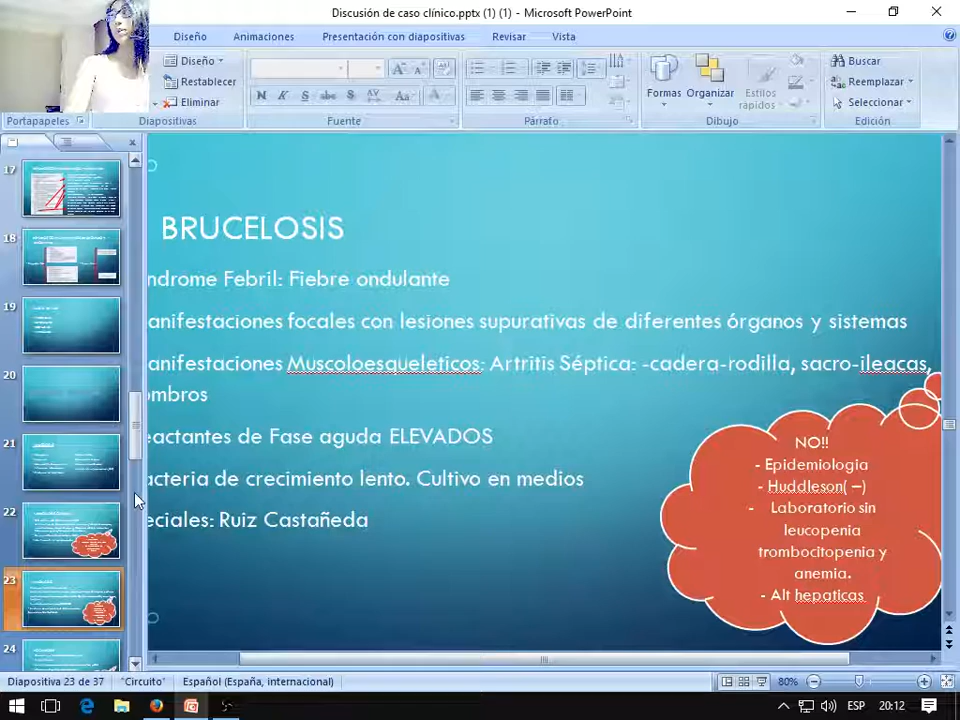 Discusión de caso clínico.pptx (1) (1) - Microsoft PowerPoint
Diseño Animaciones Presentación con diapositivas Revisar Vista
Diseño
Restablecer
Eliminar
Formas Organizar Estilos rápidos
Buscar
Reemplazar
Seleccionar
Portapapeles Diapositivas Fuente Párrafo Dibujo Edición
17
18
19
20
21
22
23
24
BRUCELOSIS
ndrome Febril: Fiebre ondulante
anifestaciones focales con lesiones supurativas de diferentes órganos y sistemas
anifestaciones Muscoloesqueleticos: Artritis Séptica: -cadera-rodilla, sacro-ileacas,
ombros
eactantes de Fase aguda ELEVADOS
acteria de crecimiento lento. Cultivo en medios
eciales: Ruiz Castañeda
NO!!
- Epidemiologia
- Huddleson( –)
- Laboratorio sin
leucopenia
trombocitopenia y
anemia.
- Alt hepaticas
Diapositiva 23 de 37 "Circuito" Español (España, internacional) 80%
ESP 20:12